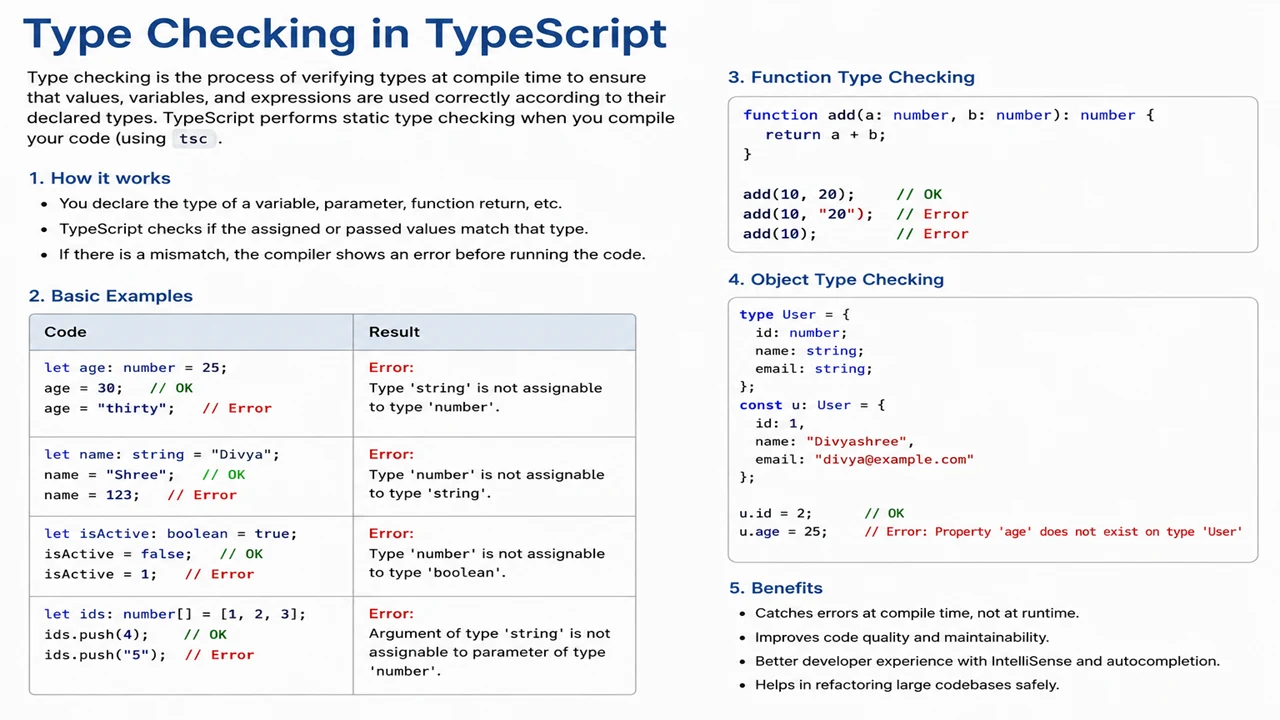 Type Checking in TypeScript
Type checking is the process of verifying types at compile time to ensure
that values, variables, and expressions are used correctly according to their
declared types. TypeScript performs static type checking when you compile
your code (using tsc .
1. How it works
• You declare the type of a variable, parameter, function return, etc.
• TypeScript checks if the assigned or passed values match that type.
• If there is a mismatch, the compiler shows an error before running the code.
2. Basic Examples
Code Result
let age: number = 25;
age = 30; // OK
age = "thirty"; // Error
Error:
Type 'string' is not assignable
to type 'number'.
let name: string = "Divya";
name = "Shree"; // OK
name = 123; // Error
Error:
Type 'number' is not assignable
to type 'string'.
let isActive: boolean = true;
isActive = false; // OK
isActive = 1; // Error
Error:
Type 'number' is not assignable
to type 'boolean'.
let ids: number[] = [1, 2, 3];
ids.push(4); // OK
ids.push("5"); // Error
Error:
Argument of type 'string' is not
assignable to parameter of type
'number'.
3. Function Type Checking
function add(a: number, b: number): number {
return a + b;
}
add(10, 20); // OK
add(10, "20"); // Error
add(10); // Error
4. Object Type Checking
type User = {
id: number;
name: string;
email: string;
};
const u: User = {
id: 1,
name: "Divyashree",
email: "divya@example.com"
};
u.id = 2; // OK
u.age = 25; // Error: Property 'age' does not exist on type 'User'
5. Benefits
• Catches errors at compile time, not at runtime.
• Improves code quality and maintainability.
• Better developer experience with IntelliSense and autocompletion.
• Helps in refactoring large codebases safely.